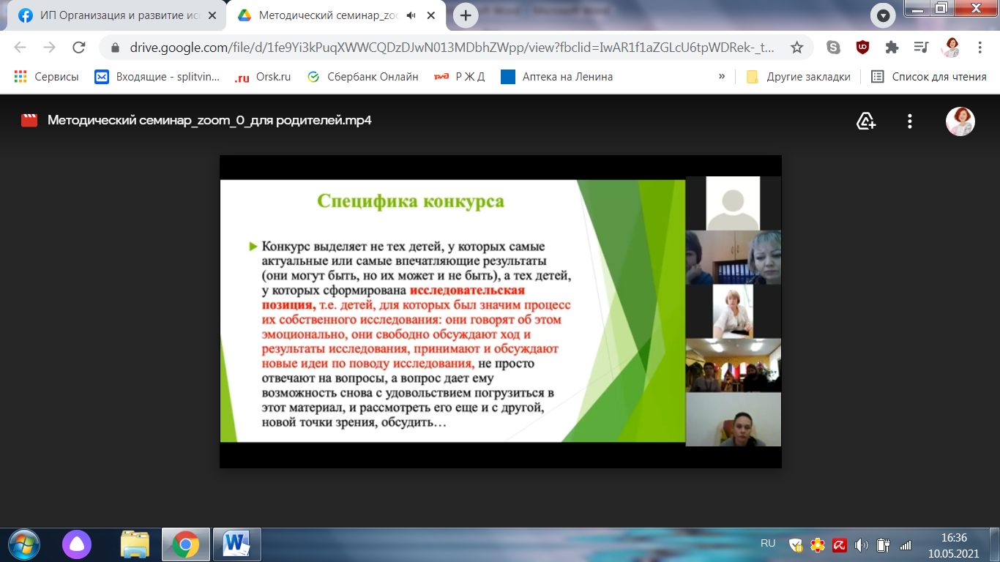 ИП Организация и развитие исс
Методический семинар_zoo
drive.google.com/file/d/1fe9Yi3kPuqXWWCQDzDJwN013MDbhZWpp/view?fbclid=IwAR1f1aZGLcU6tpWDRek-_t...
Сервисы
Входящие - splitvin...
.ru Orsk.ru
Сбербанк Онлайн
РЖД Р Ж Д
Аптека на Ленина
»
Другие закладки
Список для чтения
Методический семинар_zoom_0_для родителей.mp4
Специфика конкурса
Конкурс выделяет не тех детей, у которых самые
актуальные или самые впечатляющие результаты
(они могут быть, но их может и не быть), а тех детей,
у которых сформирована исследовательская
позиция, т.е. детей, для которых был значим процесс
их собственного исследования: они говорят об этом
эмоционально, они свободно обсуждают ход и
результаты исследования, принимают и обсуждают
новые идеи по поводу исследования, не просто
отвечают на вопросы, а вопрос дает ему
возможность снова с удовольствием погрузиться в
этот материал, и рассмотреть его еще и с другой,
новой точки зрения, обсудить…
RU
16:36
10.05.2021